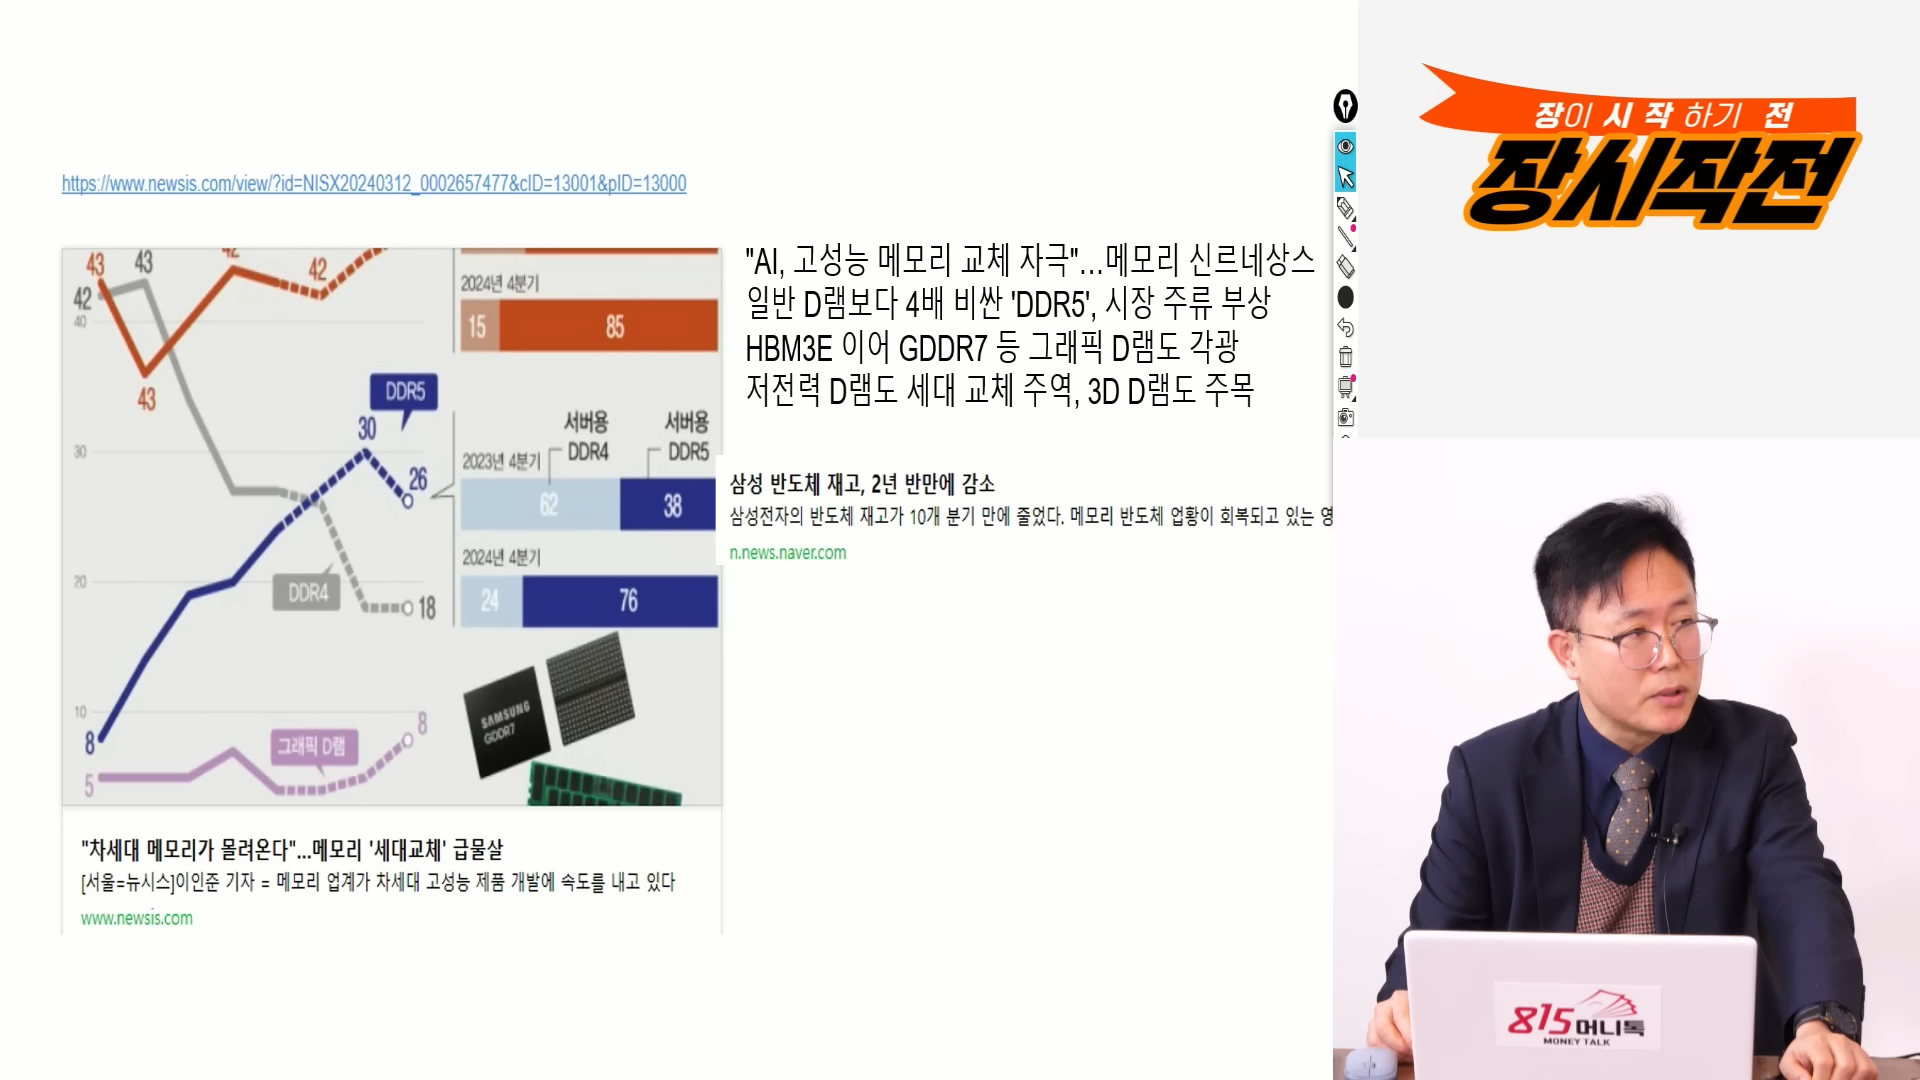 장이 시작하기 전
장시작전
https://www.newsis.com/view/?id=NISX20240312_0002657477&cID=13001&pID=13000
43
43
42
42
42
40
43
30
20
10
DDR5
30
26
DDR4
18
8
5
그래픽 D램
8
2024년 4분기
15
85
서버용 DDR4
서버용 DDR5
2023년 4분기
62
38
2024년 4분기
24
76
SAMSUNG
GDDR7
"차세대 메모리가 몰려온다"...메모리 '세대교체' 급물살
[서울=뉴시스]이인준 기자 = 메모리 업계가 차세대 고성능 제품 개발에 속도를 내고 있다
www.newsis.com
"AI, 고성능 메모리 교체 자극"…메모리 신르네상스
일반 D램보다 4배 비싼 'DDR5', 시장 주류 부상
HBM3E 이어 GDDR7 등 그래픽 D램도 각광
저전력 D램도 세대 교체 주역, 3D D램도 주목
삼성 반도체 재고, 2년 반만에 감소
삼성전자의 반도체 재고가 10개 분기 만에 줄었다. 메모리 반도체 업황이 회복되고 있는 영
n.news.naver.com
815머니톡
MONEY TALK